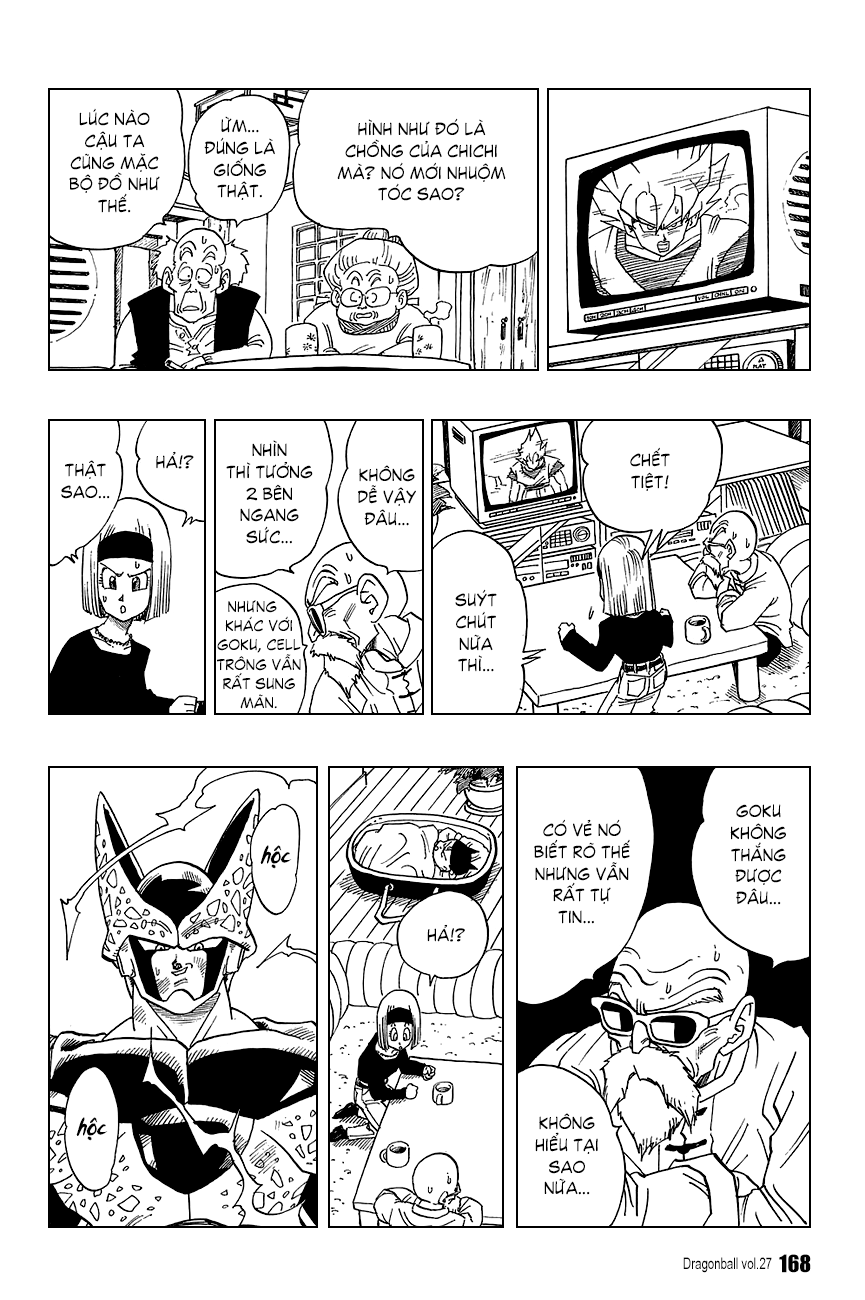 HÌNH NHƯ ĐÓ LÀ
CHỒNG CỦA CHICHI
MÀ? NÓ MỚI NHUỘM
TÓC SAO?
ỪM...
ĐÚNG LÀ
GIỐNG
THẬT.
LÚC NÀO
CẬU TA
CŨNG MẶC
BỘ ĐỒ NHƯ
THẾ.
CHẾT
TIỆT!
SUÝT
CHÚT
NỮA
THÌ...
KHÔNG
DỄ VẬY
ĐÂU...
NHÌN
THÌ TƯỞNG
2 BÊN
NGANG
SỨC...
NHƯNG
KHÁC VỚI
GOKU, CELL
TRÔNG VẪN
RẤT SUNG
MÃN.
HẢ!?
THẬT
SAO...
GOKU
KHÔNG
THẮNG
ĐƯỢC
ĐÂU...
CÓ VẺ NÓ
BIẾT RÕ THẾ
NHƯNG VẪN
RẤT TỰ
TIN...
KHÔNG
HIỂU TẠI
SAO
NỮA...
HẢ!?
HỘC
HỘC
Dragonball vol.27 168